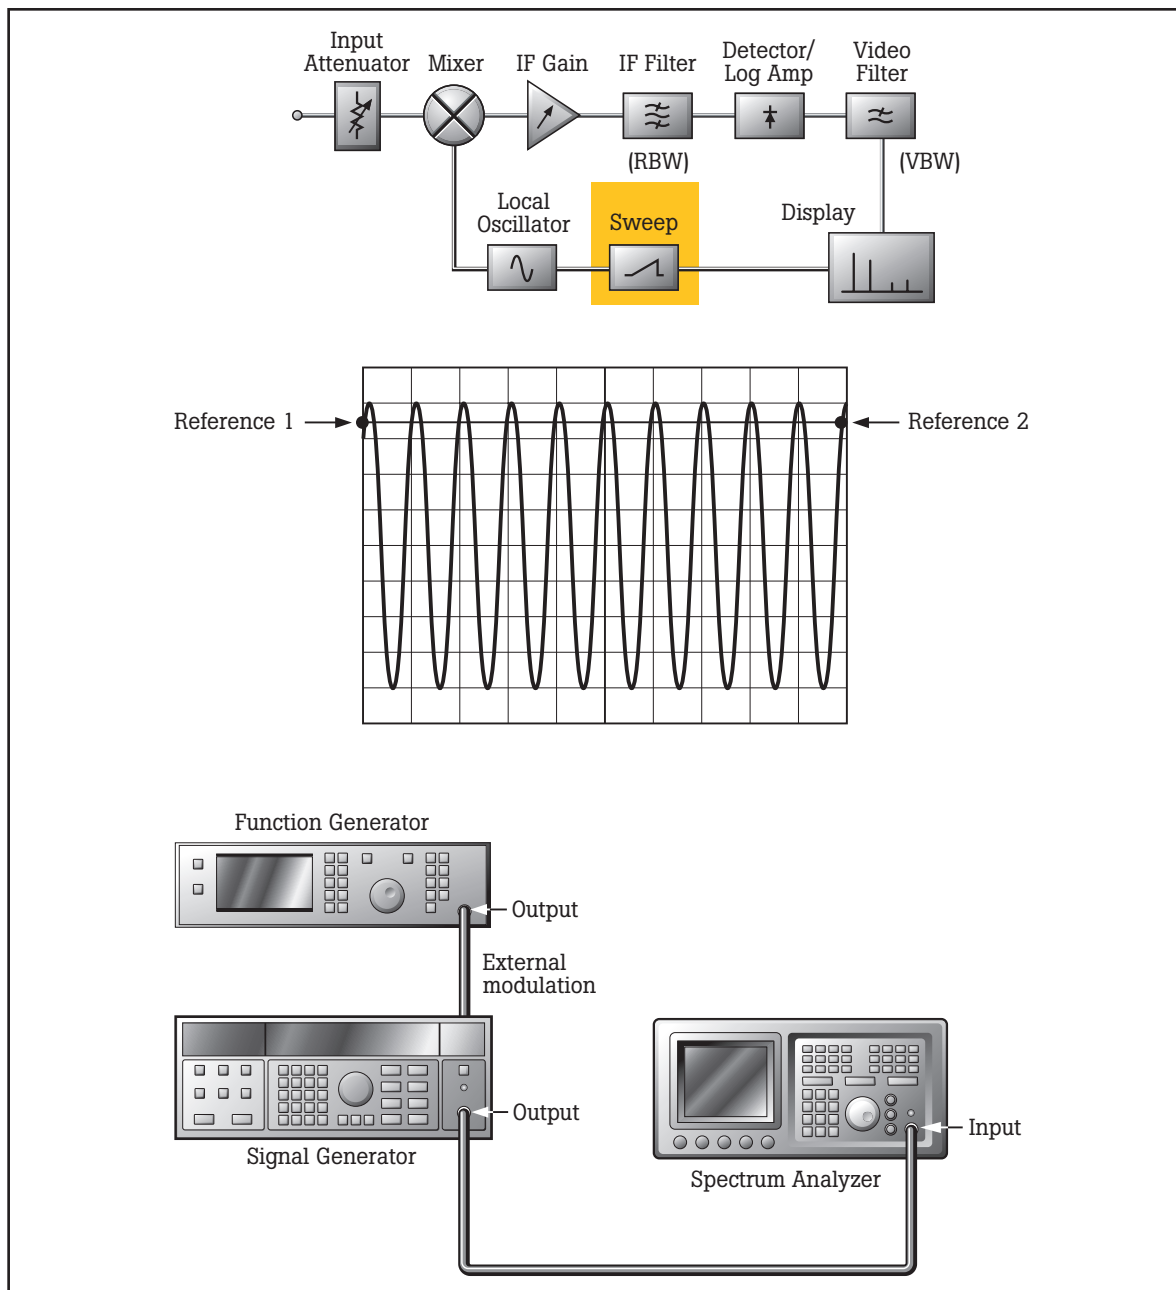 Input
Attenuator
Mixer
IF Gain
IF Filter
Detector/
Log Amp
Video
Filter
(RBW)
(VBW)
Local
Oscillator
Sweep
Display
Reference 1
Reference 2
Function Generator
Output
External
modulation
Output
Input
Signal Generator
Spectrum Analyzer